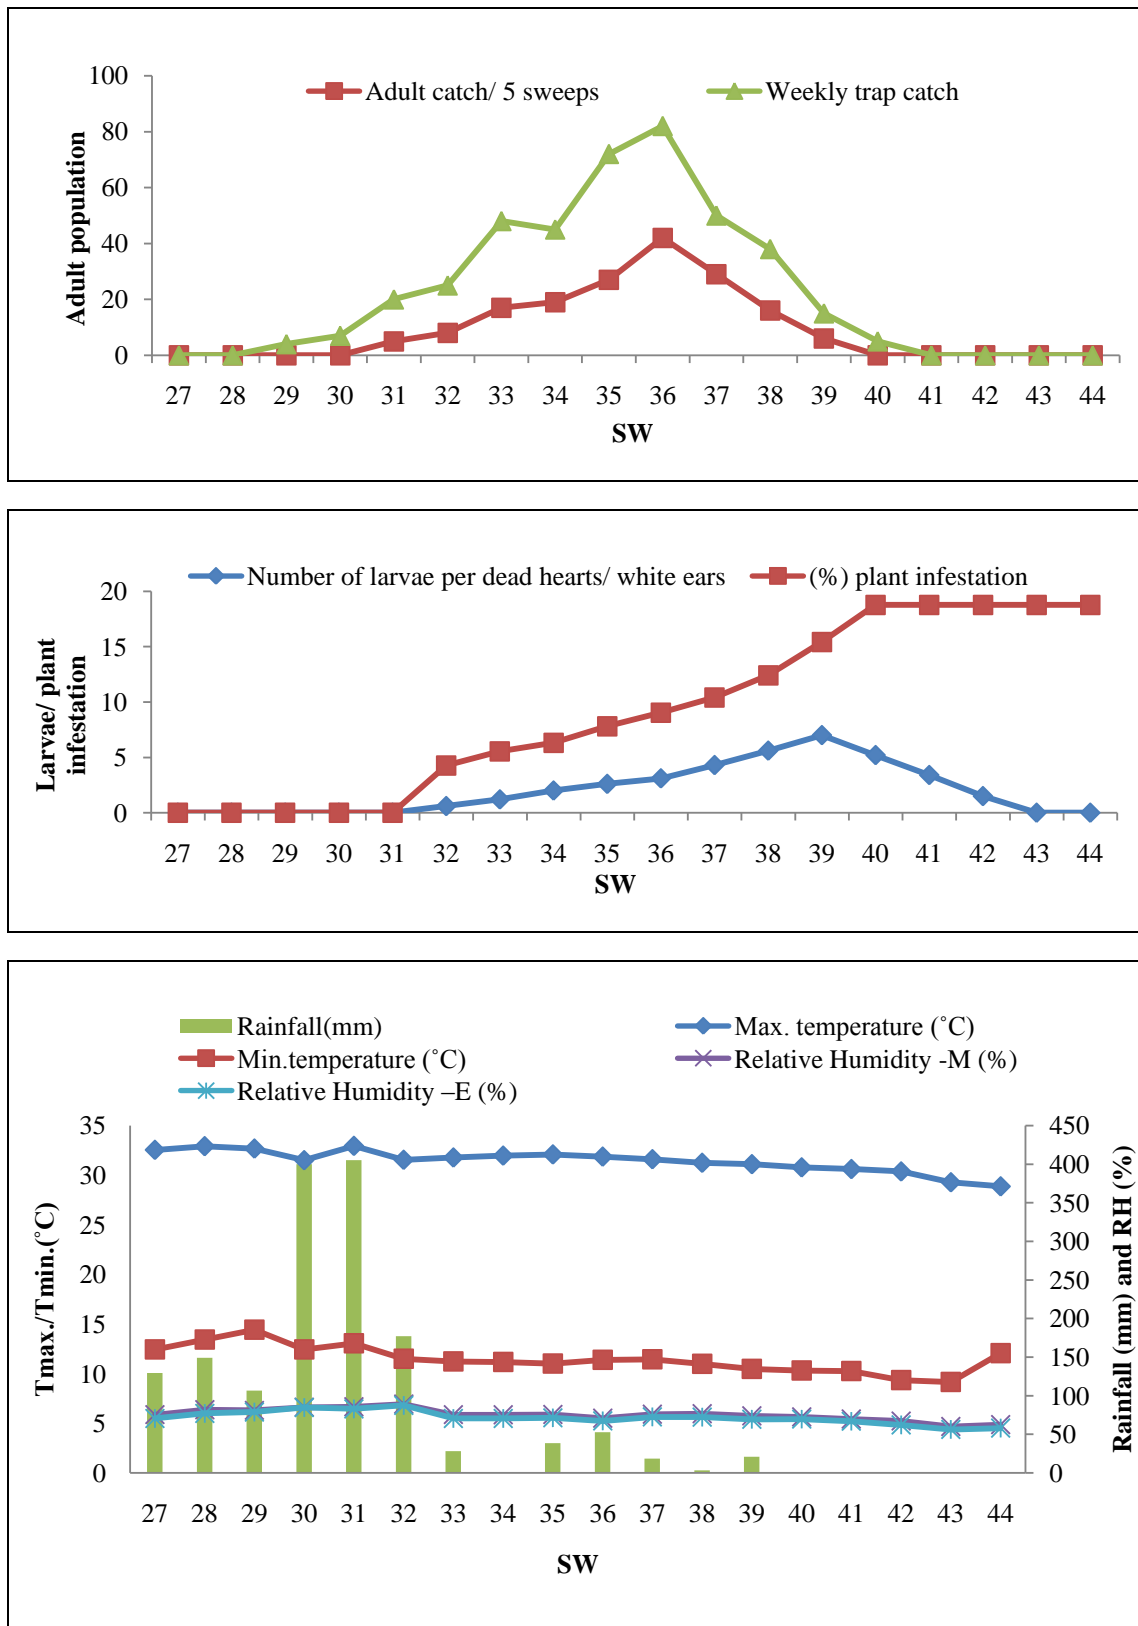 Adult catch/ 5 sweeps
Weekly trap catch
100
80
60
40
20
0
Adult population
27 28 29 30 31 32 33 34 35 36 37 38 39 40 41 42 43 44
SW
Number of larvae per dead hearts/ white ears
(%) plant infestation
20
15
10
5
0
Larvae/ plant
infestation
27 28 29 30 31 32 33 34 35 36 37 38 39 40 41 42 43 44
SW
Rainfall(mm)
Max. temperature (˚C)
Min.temperature (˚C)
Relative Humidity -M (%)
Relative Humidity –E (%)
35
30
25
20
15
10
5
0
Tmax./Tmin.(˚C)
450
400
350
300
250
200
150
100
50
0
Rainfall (mm) and RH (%)
27 28 29 30 31 32 33 34 35 36 37 38 39 40 41 42 43 44
SW